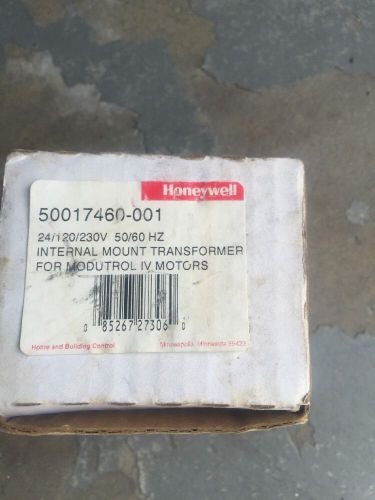 Honeywell
50017460-001
24/120/230V 50/60 HZ
INTERNAL MOUNT TRANSFORMER
FOR MODUTROL IV MOTORS
0 85267 27306 0
Home and Building Control Minneapolis, Minnesota 55422